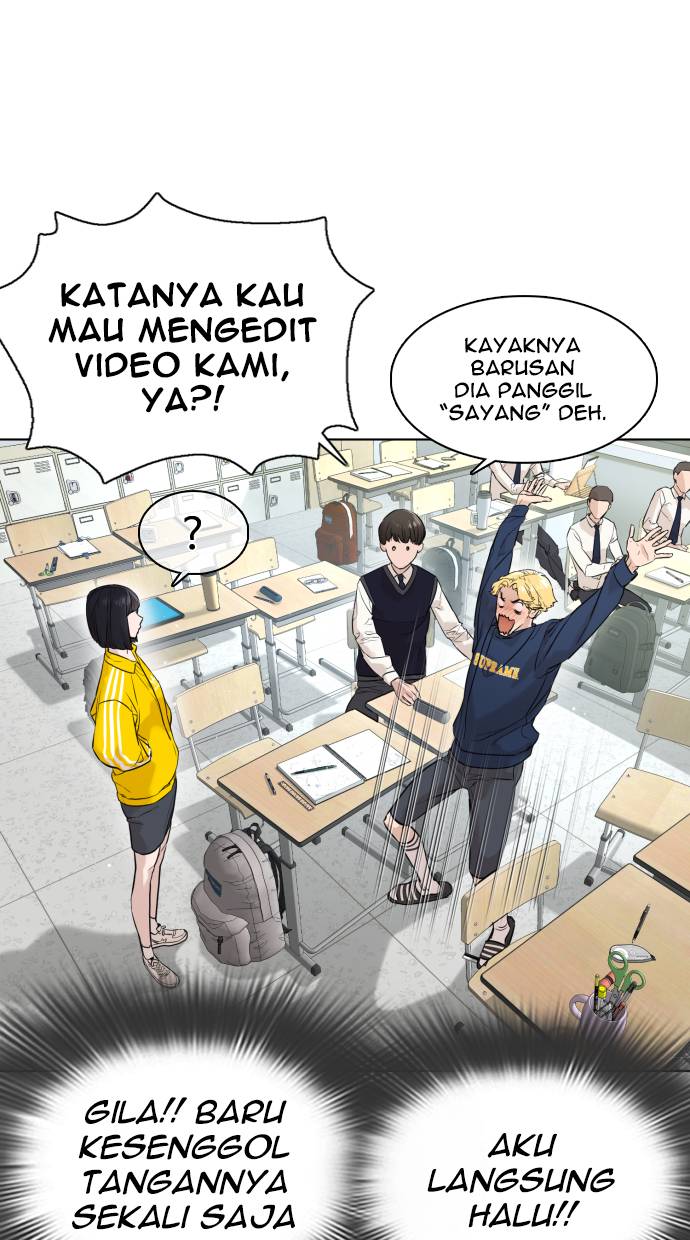 KATANYA KAU
MAU MENGEDIT
VIDEO KAMI,
YA?!
KAYAKNYA
BARUSAN
DIA PANGGIL
“SAYANG” DEH.
?
SUPRAME
GILA!! BARU
KESENGGOL
TANGANNYA
SEKALI SAJA
AKU
LANGSUNG
HALU!!